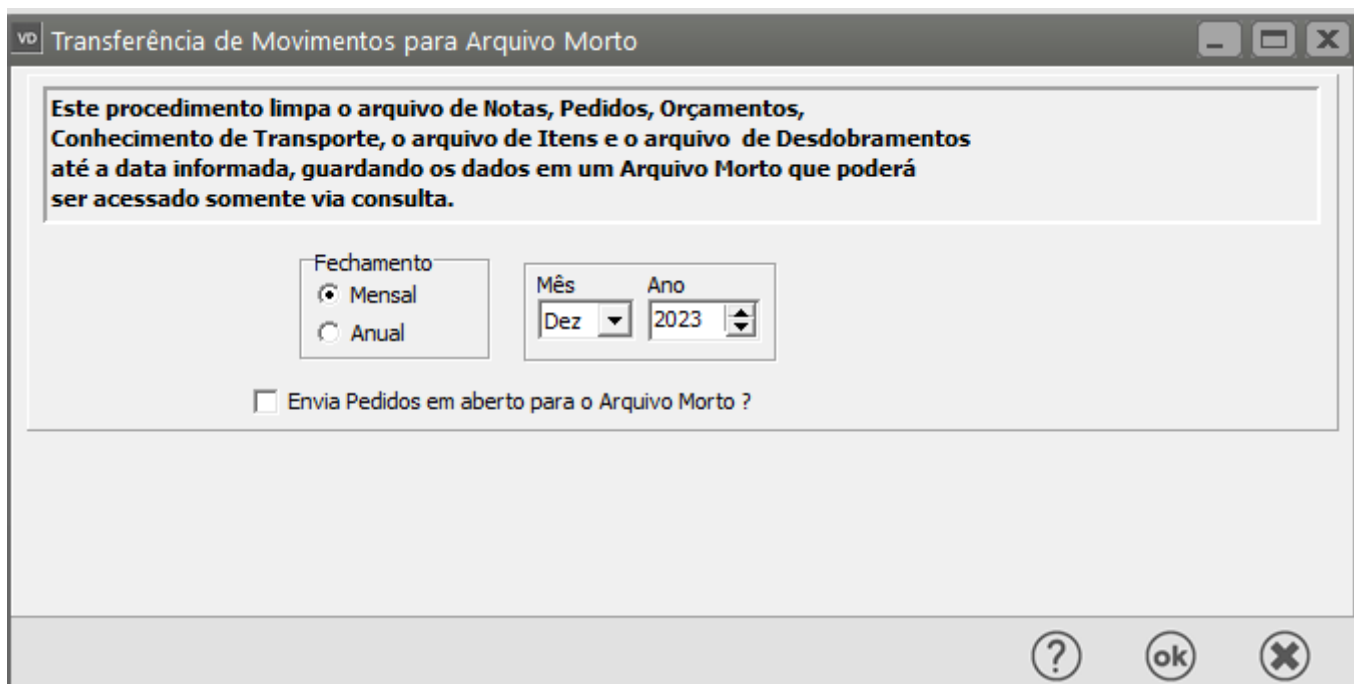 VD Transferência de Movimentos para Arquivo Morto
Este procedimento limpa o arquivo de Notas, Pedidos, Orçamentos,
Conhecimento de Transporte, o arquivo de Itens e o arquivo de Desdobramentos
até a data informada, guardando os dados em um Arquivo Morto que poderá
ser acessado somente via consulta.
Fechamento
Mensal
Anual
Mês Ano
Dez 2023
Envia Pedidos em aberto para o Arquivo Morto ?
? ok